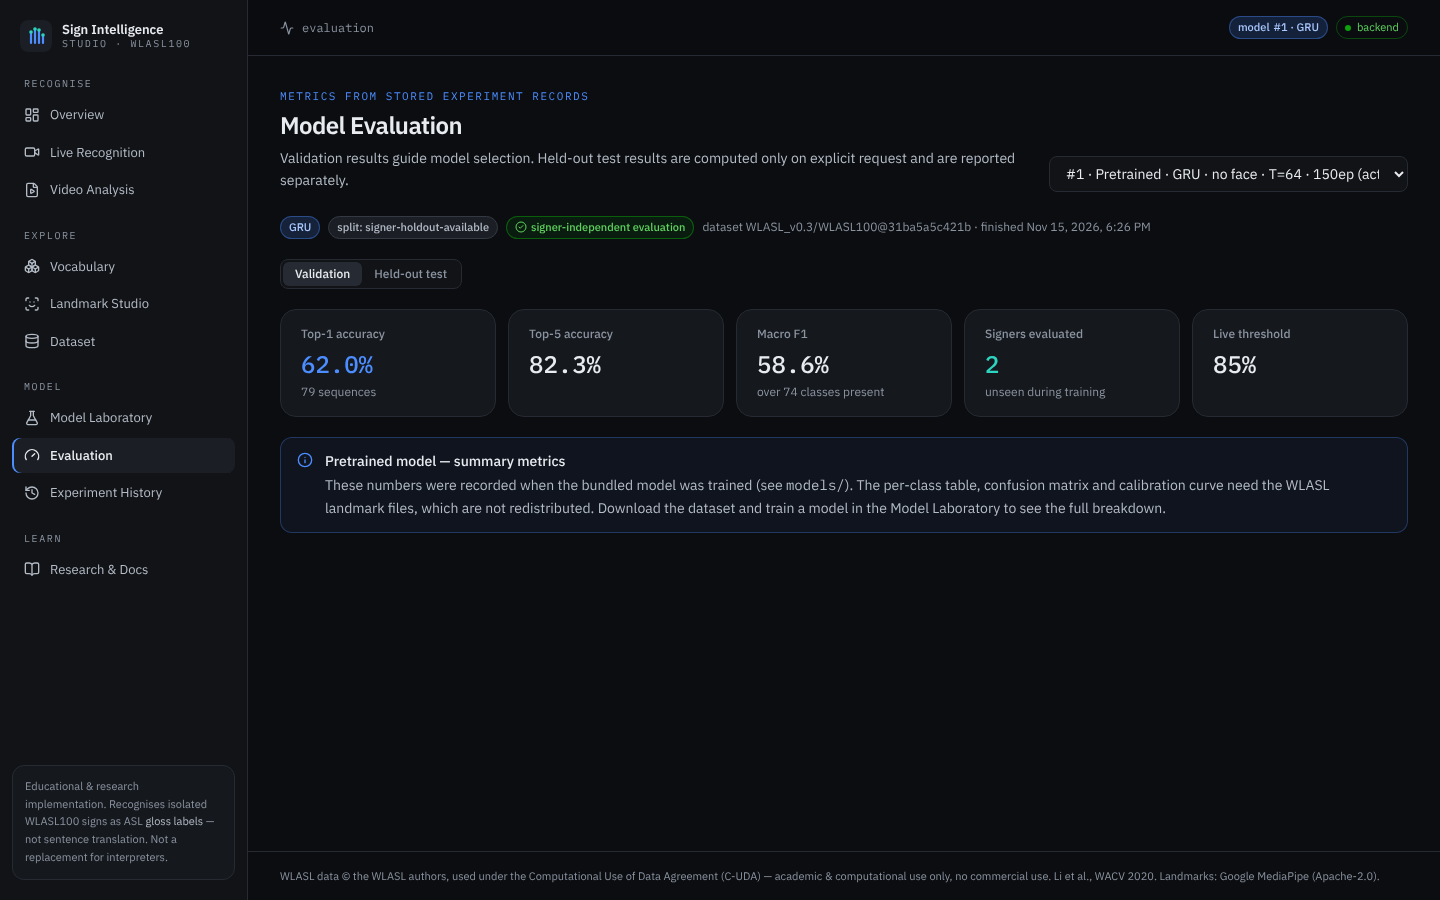 Sign Intelligence
STUDIO · WLASL100
RECOGNISE
Overview
Live Recognition
Video Analysis
EXPLORE
Vocabulary
Landmark Studio
Dataset
MODEL
Model Laboratory
Evaluation
Experiment History
LEARN
Research & Docs
Educational & research
implementation. Recognises isolated
WLASL100 signs as ASL gloss labels —
not sentence translation. Not a
replacement for interpreters.
evaluation
model #1 · GRU
backend
METRICS FROM STORED EXPERIMENT RECORDS
Model Evaluation
Validation results guide model selection. Held-out test results are computed only on explicit request and are reported
separately.
#1 · Pretrained · GRU · no face · T=64 · 150ep (act
GRU
split: signer-holdout-available
signer-independent evaluation
dataset WLASL_v0.3/WLASL100@31ba5a5c421b · finished Nov 15, 2026, 6:26 PM
Validation
Held-out test
Top-1 accuracy
62.0%
79 sequences
Top-5 accuracy
82.3%
Macro F1
58.6%
over 74 classes present
Signers evaluated
2
unseen during training
Live threshold
85%
Pretrained model — summary metrics
These numbers were recorded when the bundled model was trained (see models/). The per-class table, confusion matrix and calibration curve need the WLASL
landmark files, which are not redistributed. Download the dataset and train a model in the Model Laboratory to see the full breakdown.
WLASL data © the WLASL authors, used under the Computational Use of Data Agreement (C-UDA) — academic & computational use only, no commercial use. Li et al., WACV 2020. Landmarks: Google MediaPipe (Apache-2.0).